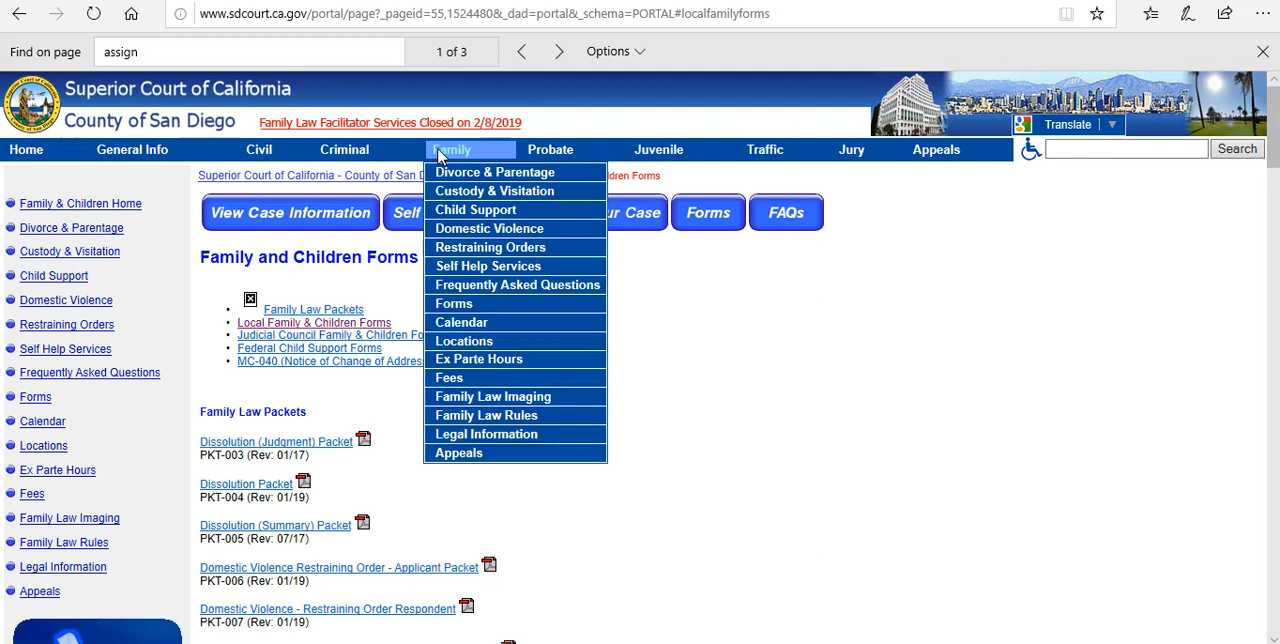 www.sdcourt.ca.gov/portal/page?_pageid=55,1524480&_dad=portal&_schema=PORTAL#localfamilyforms
Find on page assign 1 of 3 Options
Superior Court of California
County of San Diego Family Law Facilitator Services Closed on 2/8/2019
Translate
Home General Info Civil Criminal Family Probate Juvenile Traffic Jury Appeals Search
Superior Court of California - County of San D
Forms
View Case Information Self ur Case Forms FAQs
Family and Children Forms
Family Law Packets
Local Family & Children Forms
Judicial Council Family & Children Fo
Federal Child Support Forms
MC-040 (Notice of Change of Address
Divorce & Parentage
Custody & Visitation
Child Support
Domestic Violence
Restraining Orders
Self Help Services
Frequently Asked Questions
Forms
Calendar
Locations
Ex Parte Hours
Fees
Family Law Imaging
Family Law Rules
Legal Information
Appeals
Family & Children Home
Divorce & Parentage
Custody & Visitation
Child Support
Domestic Violence
Restraining Orders
Self Help Services
Frequently Asked Questions
Forms
Calendar
Locations
Ex Parte Hours
Fees
Family Law Imaging
Family Law Rules
Legal Information
Appeals
Family Law Packets
Dissolution (Judgment) Packet
PKT-003 (Rev: 01/17)
Dissolution Packet
PKT-004 (Rev: 01/19)
Dissolution (Summary) Packet
PKT-005 (Rev: 07/17)
Domestic Violence Restraining Order - Applicant Packet
PKT-006 (Rev: 01/19)
Domestic Violence - Restraining Order Respondent
PKT-007 (Rev: 01/19)